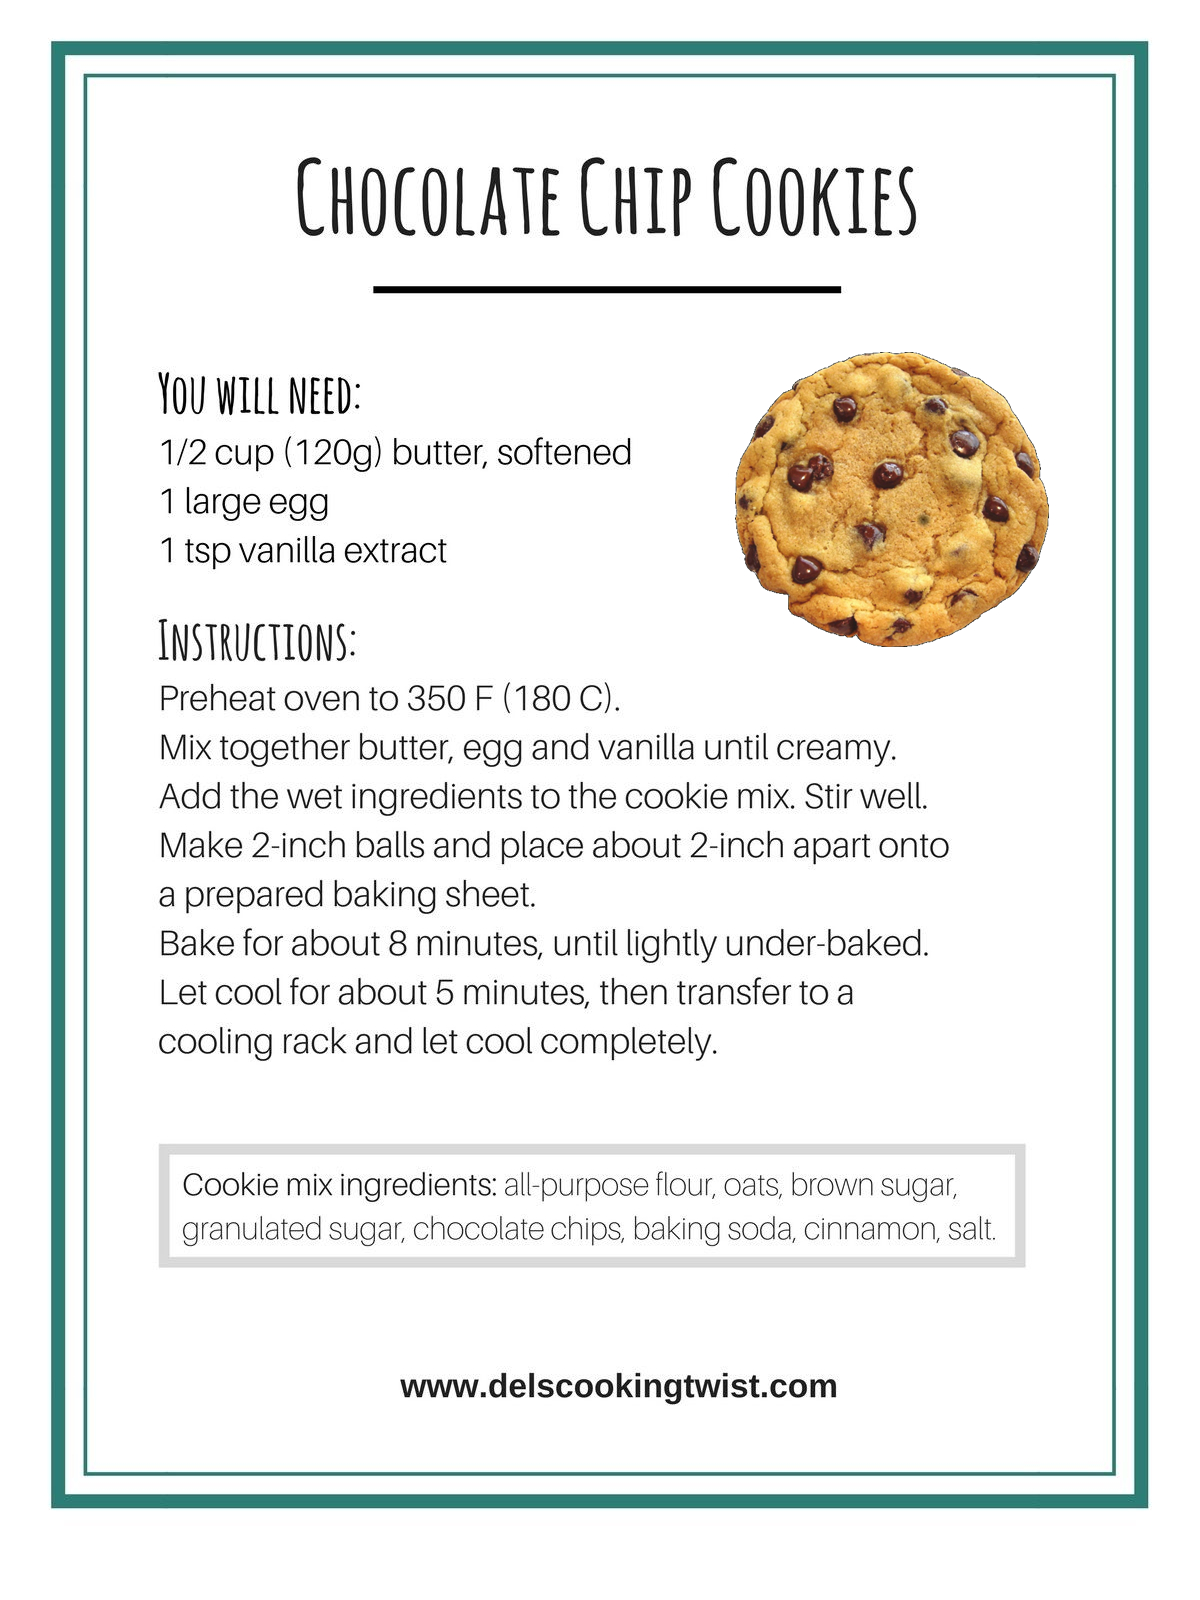 Chocolate Chip Cookies
You will need:
1/2 cup (120g) butter, softened
1 large egg
1 tsp vanilla extract
Instructions:
Preheat oven to 350 F (180 C).
Mix together butter, egg and vanilla until creamy.
Add the wet ingredients to the cookie mix. Stir well.
Make 2-inch balls and place about 2-inch apart onto
a prepared baking sheet.
Bake for about 8 minutes, until lightly under-baked.
Let cool for about 5 minutes, then transfer to a
cooling rack and let cool completely.
Cookie mix ingredients: all-purpose flour, oats, brown sugar,
granulated sugar, chocolate chips, baking soda, cinnamon, salt.
www.delscookingtwist.com